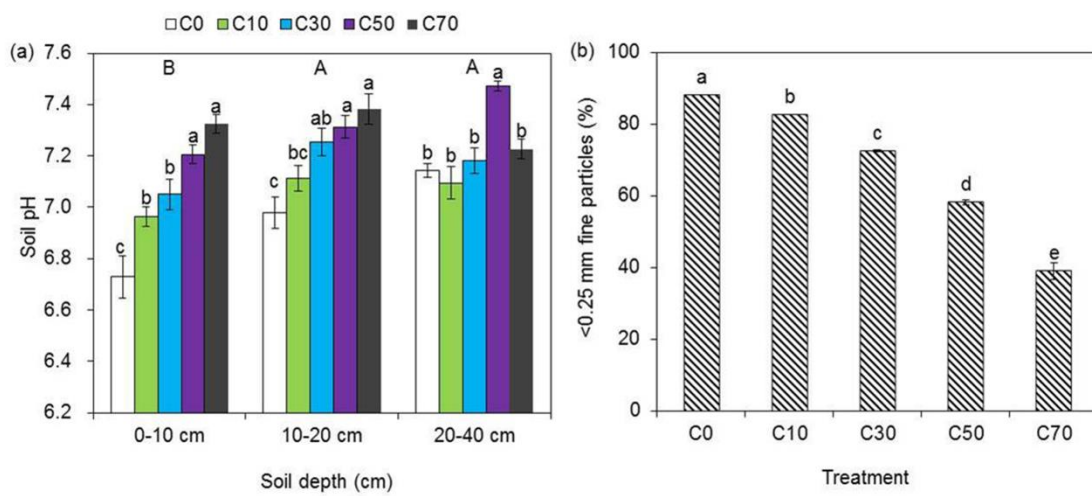 C0 C10 C30 C50 C70
(a)
7.6
7.4
7.2
7.0
6.8
6.6
6.4
6.2
Soil pH
B A A
c b b a a
c bc ab a a
b b b a b
0-10 cm 10-20 cm 20-40 cm
Soil depth (cm)
(b)
100
80
60
40
20
0
<0.25 mm fine particles (%)
a b c d e
C0 C10 C30 C50 C70
Treatment